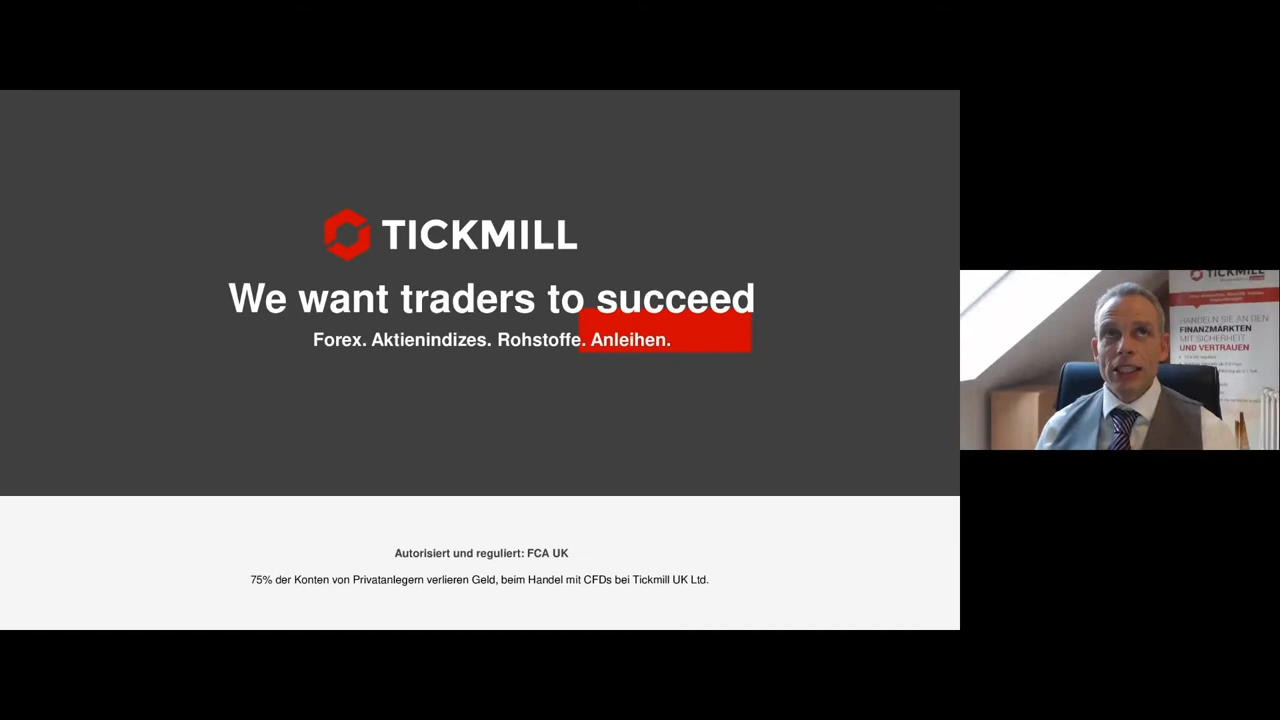 TICKMILL
We want traders to succeed
Forex. Aktienindizes. Rohstoffe. Anleihen.
Autorisiert und reguliert: FCA UK
75% der Konten von Privatanlegern verlieren Geld, beim Handel mit CFDs bei Tickmill UK Ltd.
TICKMILL
HANDELN SIE AN DEN
FINANZMÄRKTEN
MIT SICHERHEIT
UND VERTRAUEN